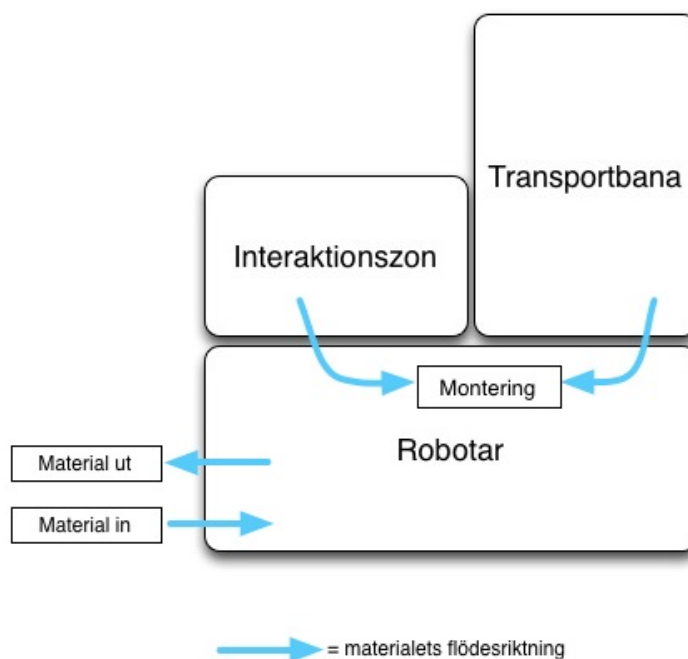 Transportbana
Interaktionszon
Montering
Robotar
Material ut
Material in
= materialets flödesriktning